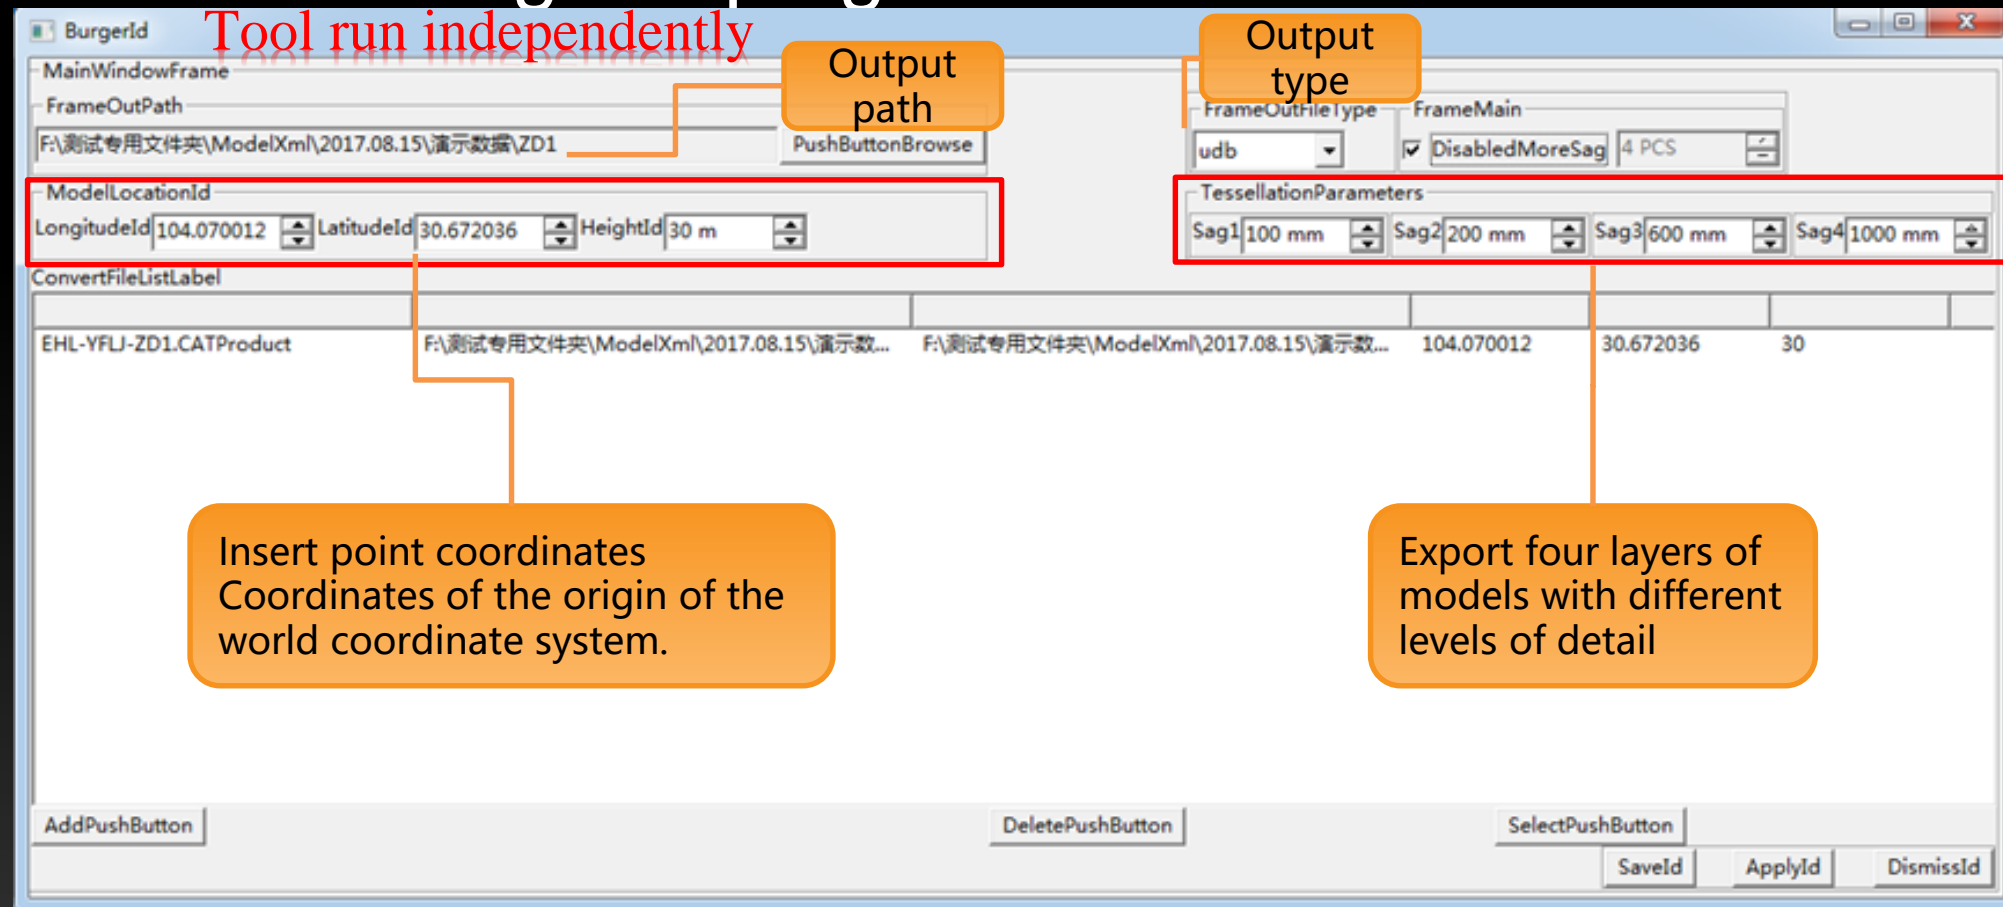 BurgerId
Tool run independently
Output
path
Output
type
MainWindowFrame
FrameOutPath
F:\测试专用文件夹\ModelXml\2017.08.15\演示数据\ZD1
PushButtonBrowse
FrameOutFileType
FrameMain
udb
DisabledMoreSag
4 PCS
ModelLocationId
LongitudeId 104.070012 LatitudeId 30.672036 HeightId 30 m
TessellationParameters
Sag1 100 mm Sag2 200 mm Sag3 600 mm Sag4 1000 mm
ConvertFileListLabel
EHL-YFLJ-ZD1.CATProduct F:\测试专用文件夹\ModelXml\2017.08.15\演示数... F:\测试专用文件夹\ModelXml\2017.08.15\演示数... 104.070012 30.672036 30
Insert point coordinates
Coordinates of the origin of the
world coordinate system.
Export four layers of
models with different
levels of detail
AddPushButton
DeletePushButton
SelectPushButton
SaveId
ApplyId
DismissId